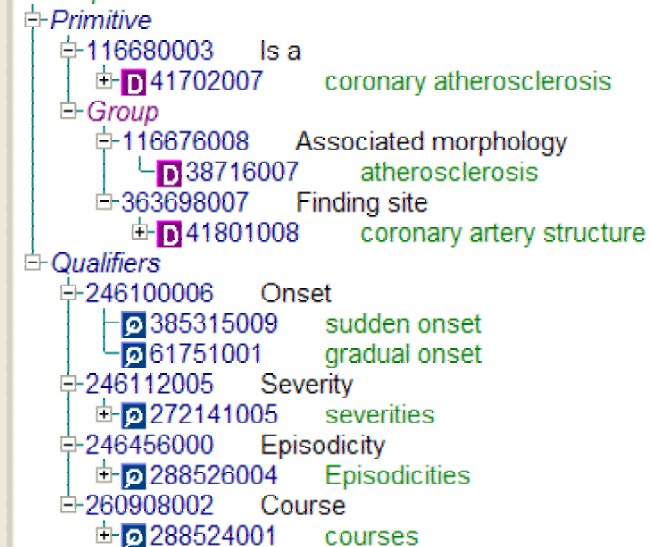 Primitive
116680003 Is a
D 41702007 coronary atherosclerosis
Group
116676008 Associated morphology
D 38716007 atherosclerosis
363698007 Finding site
D 41801008 coronary artery structure
Qualifiers
246100006 Onset
385315009 sudden onset
61751001 gradual onset
246112005 Severity
272141005 severities
246456000 Episodicity
288526004 Episodicities
260908002 Course
288524001 courses